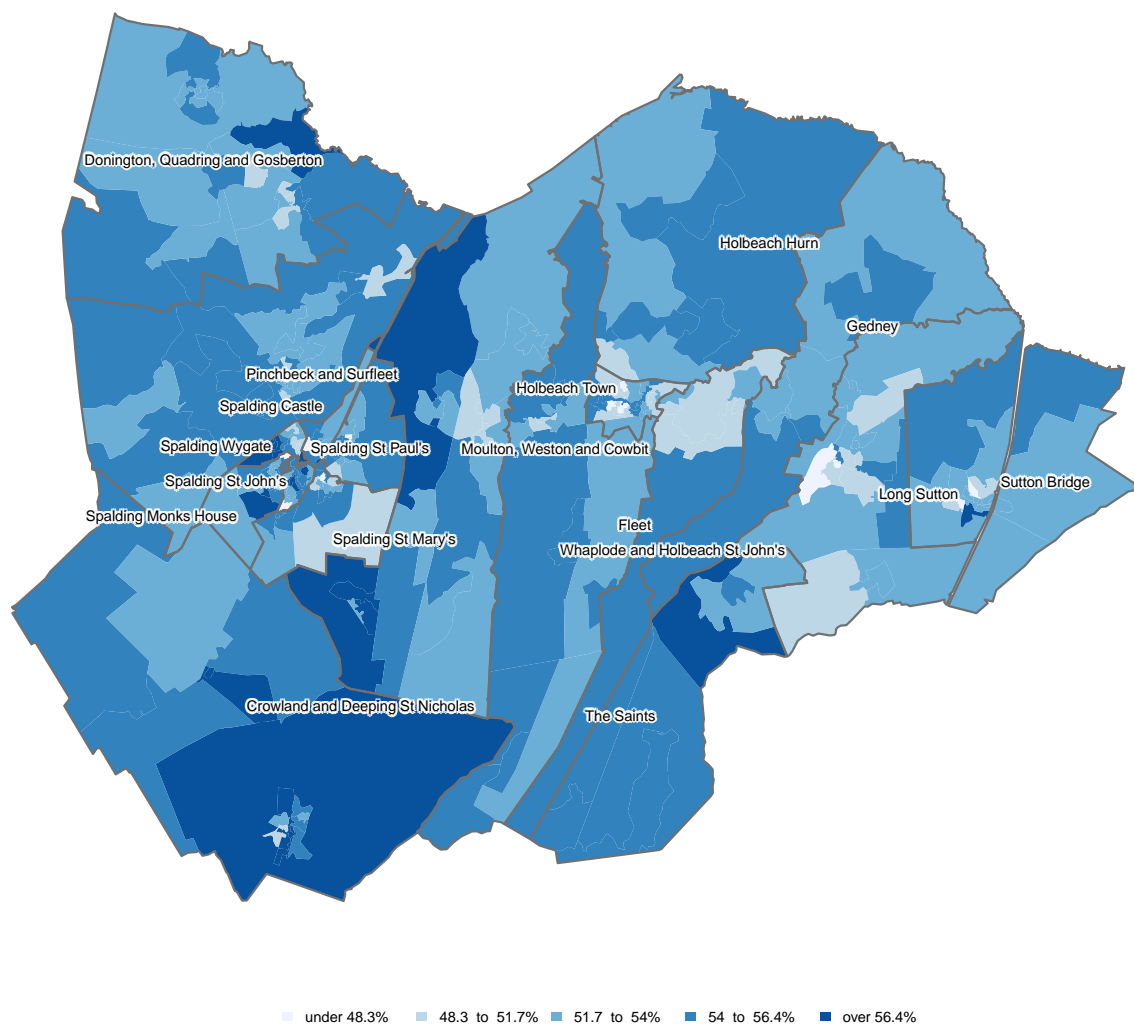 Donington, Quadring and Gosberton
Holbeach Hurn
Gedney
Pinchbeck and Surfleet
Holbeach Town
Spalding Castle
Spalding Wygate
Spalding St Paul's
Moulton, Weston and Cowbit
Spalding St John's
Sutton Bridge
Long Sutton
Spalding Monks House
Fleet
Spalding St Mary's
Whaplode and Holbeach St John's
Crowland and Deeping St Nicholas
The Saints
under 48.3% 48.3 to 51.7% 51.7 to 54% 54 to 56.4% over 56.4%